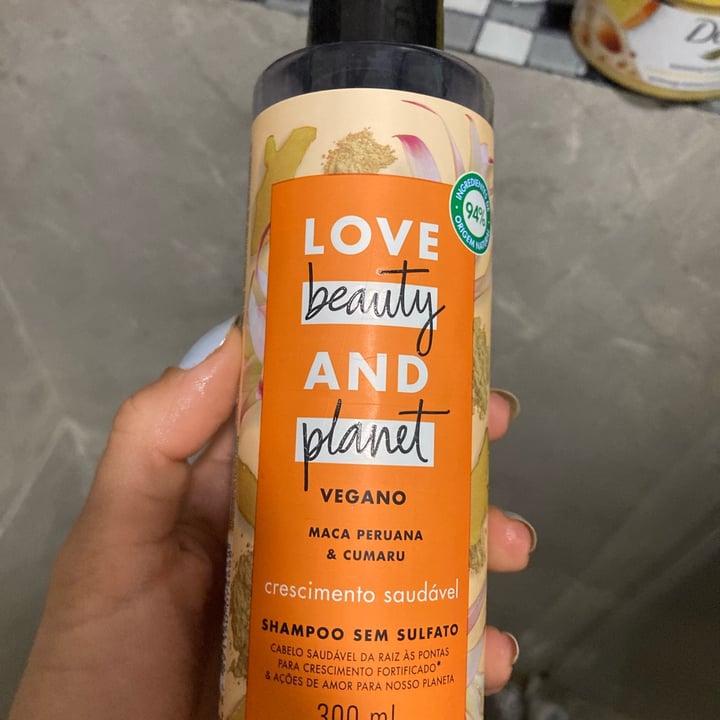 LOVE
beauty
AND
planet
VEGANO
MACA PERUANA
& CUMARU
crescimento saudável
SHAMPOO SEM SULFATO
CABELO SAUDÁVEL DA RAIZ ÀS PONTAS
PARA CRESCIMENTO FORTIFICADO*
& AÇÕES DE AMOR PARA NOSSO PLANETA
300 ml
94%
ORIGEM